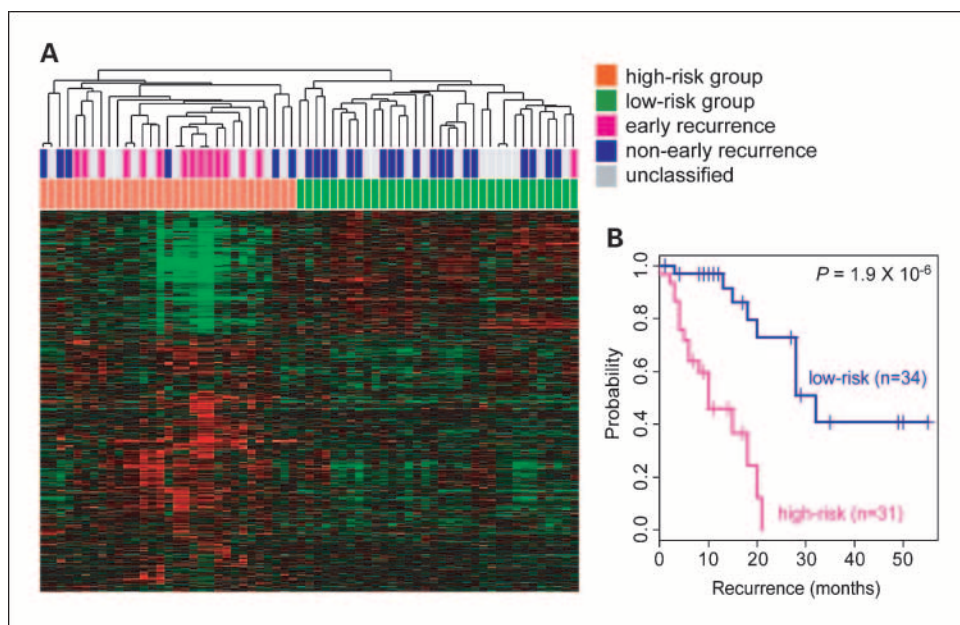 A
high-risk group
low-risk group
early recurrence
non-early recurrence
unclassified
B
P = 1.9 X 10-6
1.0
0.8
0.6
0.4
0.2
0.0
Probability
low-risk (n=34)
high-risk (n=31)
0 10 20 30 40 50
Recurrence (months)